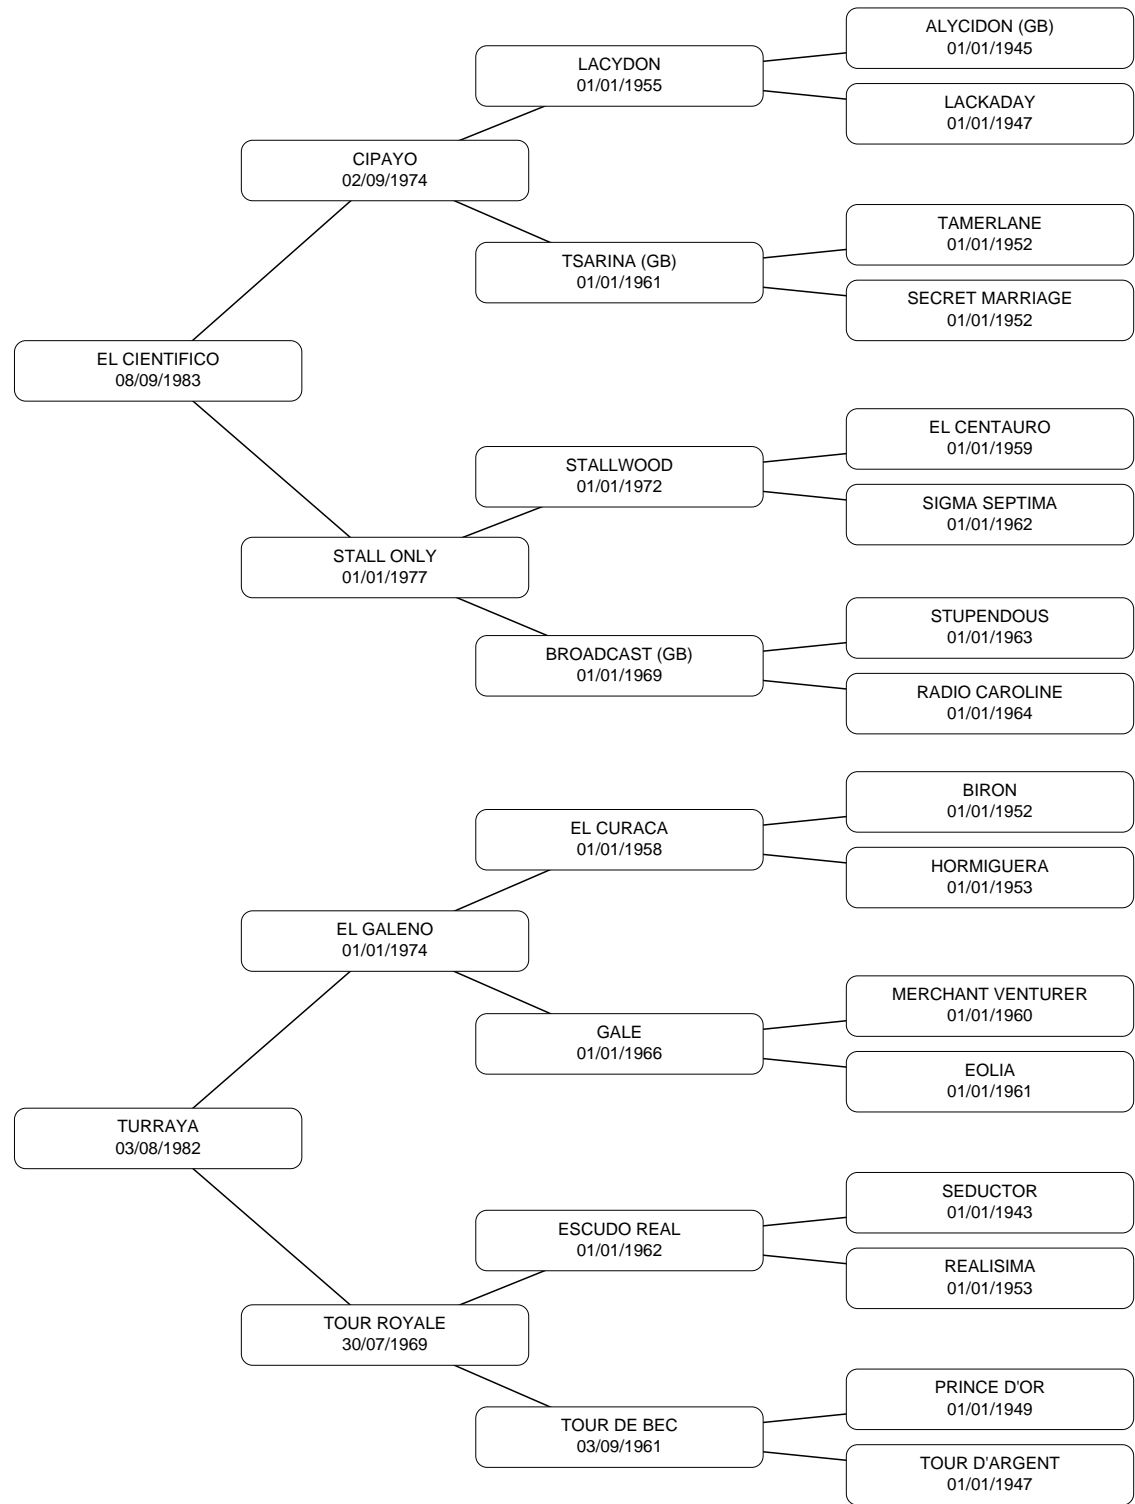 ALYCIDON (GB)
01/01/1945
LACYDON
01/01/1955
LACKADAY
01/01/1947
CIPAYO
02/09/1974
TAMERLANE
01/01/1952
TSARINA (GB)
01/01/1961
SECRET MARRIAGE
01/01/1952
EL CIENTIFICO
08/09/1983
EL CENTAURO
01/01/1959
STALLWOOD
01/01/1972
SIGMA SEPTIMA
01/01/1962
STALL ONLY
01/01/1977
STUPENDOUS
01/01/1963
BROADCAST (GB)
01/01/1969
RADIO CAROLINE
01/01/1964
BIRON
01/01/1952
EL CURACA
01/01/1958
HORMIGUERA
01/01/1953
EL GALENO
01/01/1974
MERCHANT VENTURER
01/01/1960
GALE
01/01/1966
EOLIA
01/01/1961
TURRAYA
03/08/1982
SEDUCTOR
01/01/1943
ESCUDO REAL
01/01/1962
REALISIMA
01/01/1953
TOUR ROYALE
30/07/1969
PRINCE D'OR
01/01/1949
TOUR DE BEC
03/09/1961
TOUR D'ARGENT
01/01/1947